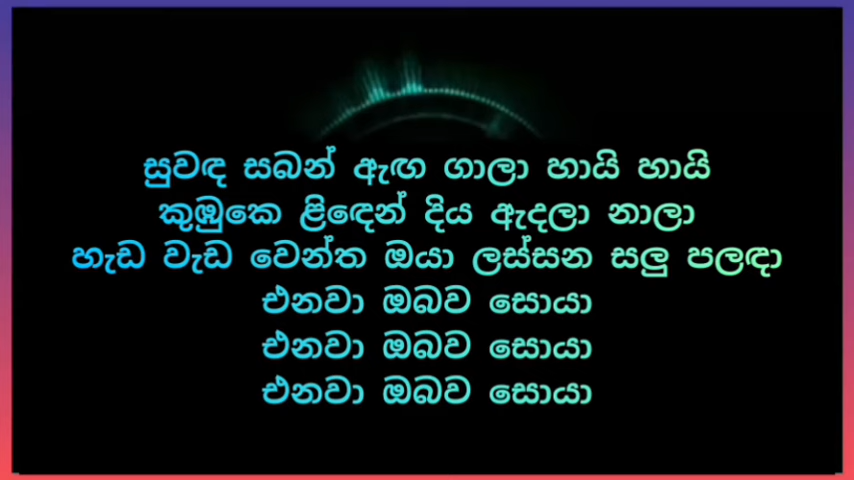 සුවඳ සබන් ඇඟ ගාලා හායි හායි
කුඹුකෙ ළිඳෙන් දිය ඇදලා නාලා
හැඩ වැඩ වෙන්ත ඔයා ලස්සන සලු පලඳා
එනවා ඔබව සොයා
එනවා ඔබව සොයා
එනවා ඔබව සොයා